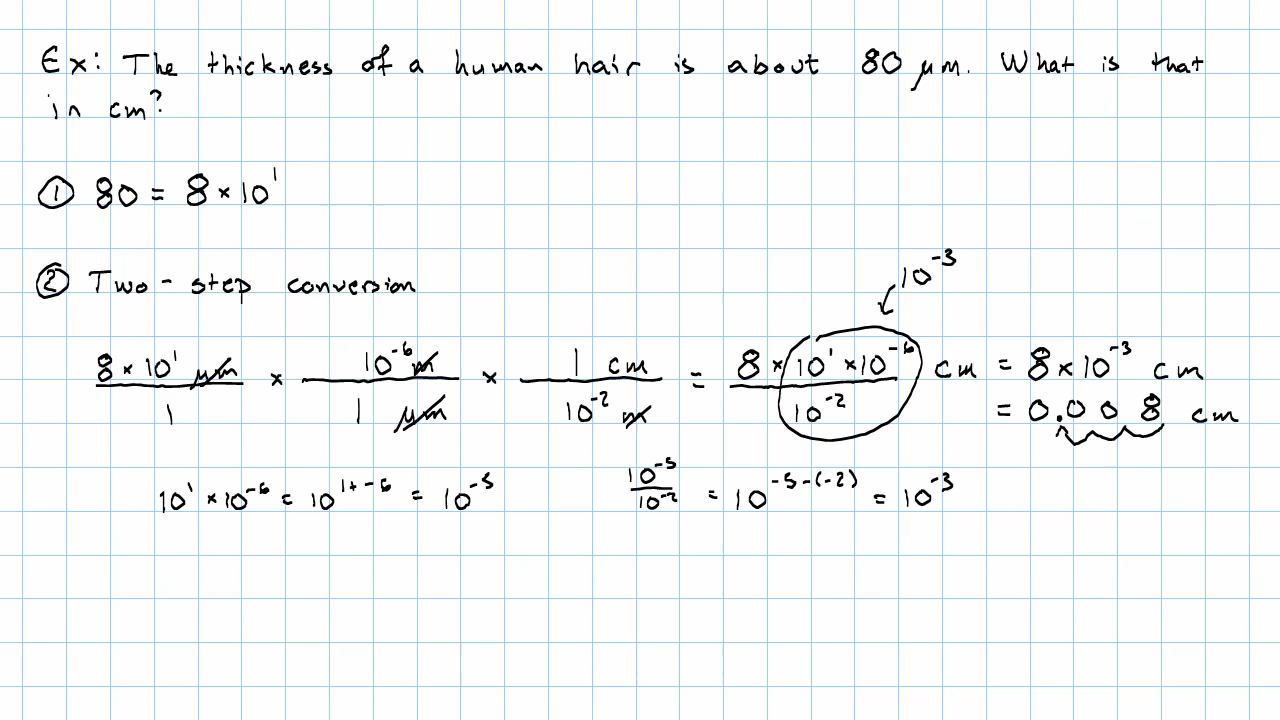 Ex: The thickness of a human hair is about 80 μm. What is that
in cm?
① 80 = 8 × 10¹
② Two-step conversion
10⁻³
8 × 10¹ μm / 1 × 10⁻⁶ m / 1 μm × 1 cm / 10⁻² m = 8 × 10¹ × 10⁻⁶ / 10⁻² cm = 8 × 10⁻³ cm
= 0.008 cm
10¹ × 10⁻⁶ = 10¹⁺⁻⁶ = 10⁻⁵
10⁻⁵ / 10⁻² = 10⁻⁵⁻⁽⁻²⁾ = 10⁻³